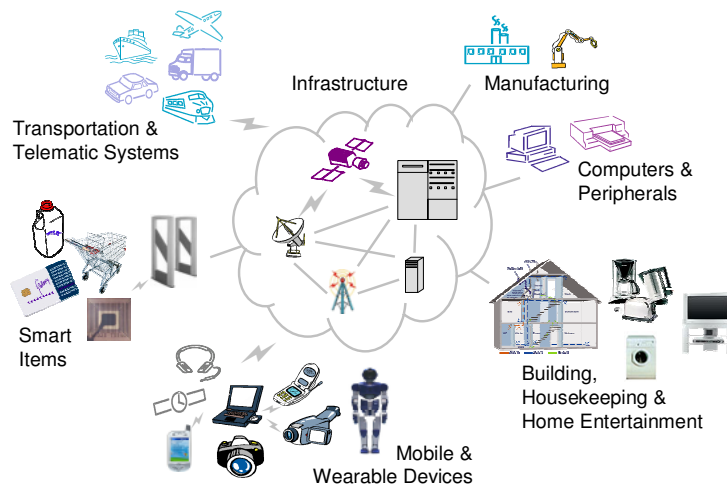 Infrastructure
Manufacturing
Transportation &
Telematic Systems
Computers &
Peripherals
Smart
Items
Building,
Housekeeping &
Home Entertainment
Mobile &
Wearable Devices